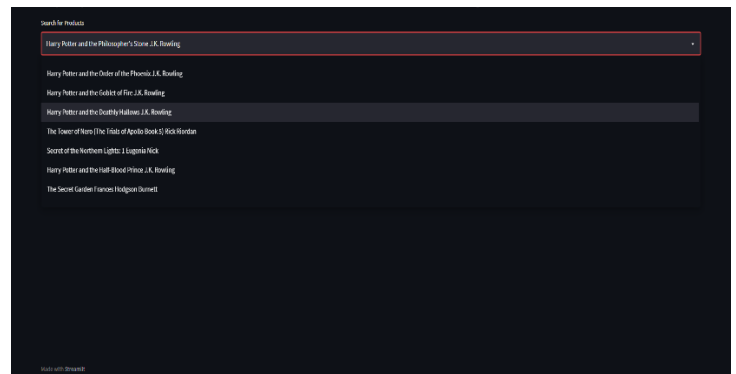 Search for Products
Harry Potter and the Philosopher's Stone J.K. Rowling
Harry Potter and the Order of the Phoenix J.K. Rowling
Harry Potter and the Goblet of Fire J.K. Rowling
Harry Potter and the Deathly Hallows J.K. Rowling
The Tower of Nero (The Trials of Apollo Book 5) Rick Riordan
Secret of the Northern Lights: 1 Eugenia Nick
Harry Potter and the Half-Blood Prince J.K. Rowling
The Secret Garden Frances Hodgson Burnett
Made with Streamlit